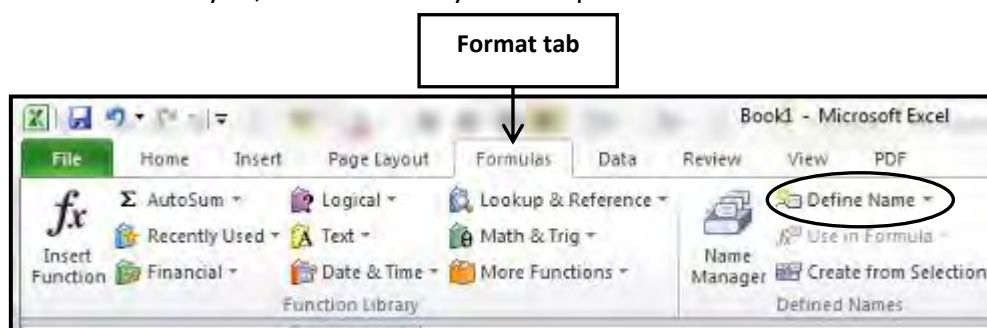 Format tab
Book1 - Microsoft Excel
File Home Insert Page Layout Formulas Data Review View PDF
fx Insert Function
Σ AutoSum
Recently Used
Financial
Logical
Text
Date & Time
Lookup & Reference
Math & Trig
More Functions
Function Library
Name Manager
Define Name
Use in Formula
Create from Selection
Defined Names